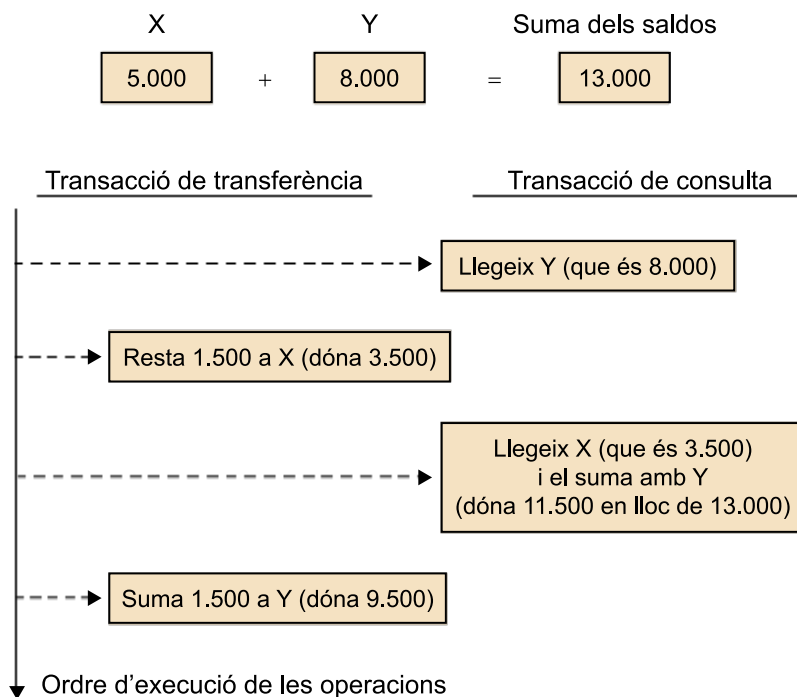 X Y Suma dels saldos
5.000 + 8.000 = 13.000
Transacció de transferència Transacció de consulta
Llegeix Y (que és 8.000)
Resta 1.500 a X (dóna 3.500)
Llegeix X (que és 3.500)
i el suma amb Y
(dóna 11.500 en lloc de 13.000)
Suma 1.500 a Y (dóna 9.500)
Ordre d’execució de les operacions